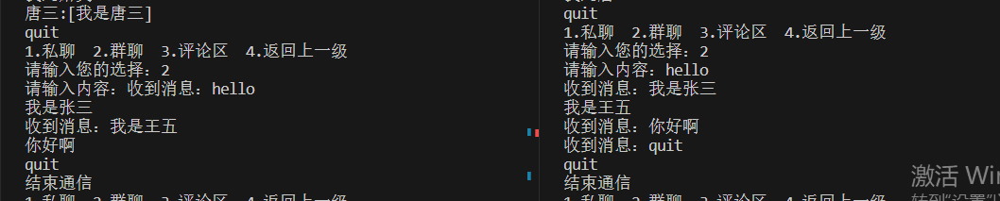 唐三:[我是唐三]
quit
1.私聊 2.群聊 3.评论区 4.返回上一级
请输入您的选择：2
请输入内容：收到消息：hello
我是张三
收到消息：我是王五
你好啊
quit
结束通信
1.私聊 2.群聊 3.评论区 4.返回上一级
quit
1.私聊 2.群聊 3.评论区 4.返回上一级
请输入您的选择：2
请输入内容：hello
收到消息：我是张三
我是王五
收到消息：你好啊
收到消息：quit
quit
结束通信
1.私聊 2.群聊 3.评论区 4.返回上一级
激活 Win
转到"设置"